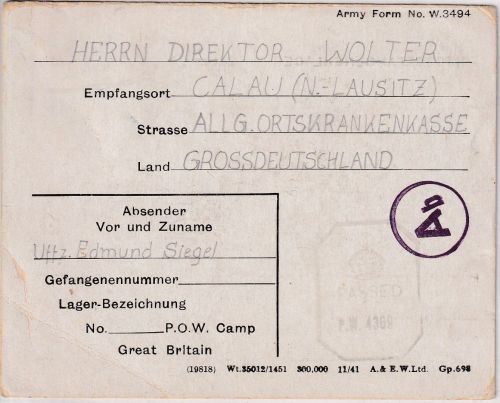 Army Form No. W.3494
HERRN DIREKTOR WOLTER
Empfangsort CALAU (N.-LAUSITZ)
Strasse ALLG. ORTSKRANKENKASSE
Land GROSSDEUTSCHLAND
Absender
Vor und Zuname
Uffz. Edmund Siegel
Gefangenennummer
Lager-Bezeichnung
No. P.O.W. Camp
Great Britain
Ab
PASSED
P.W. 4369
(19818) Wt.35012/1451 300,000 11/41 A. & E.W.Ltd. Gp.698